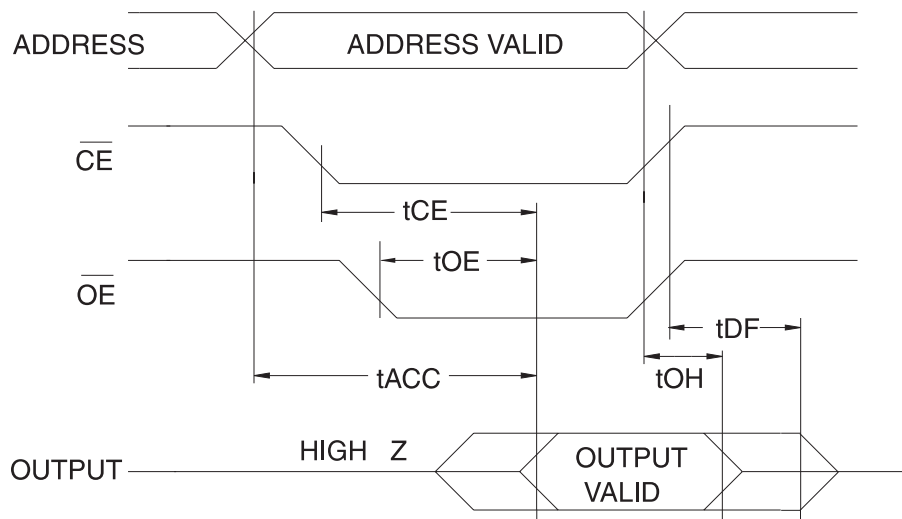 ADDRESS
ADDRESS VALID
CE
tCE
tOE
OE
tDF
tACC
tOH
HIGH Z
OUTPUT
OUTPUT
VALID